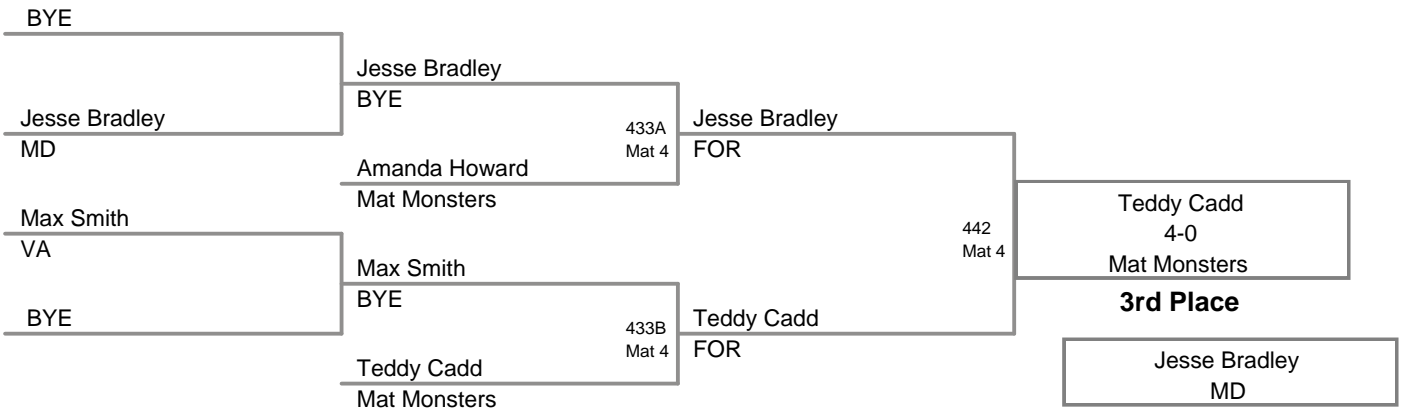 BYE
Jesse Bradley
BYE
Jesse Bradley
MD
433A
Mat 4
Jesse Bradley
FOR
Amanda Howard
Mat Monsters
Max Smith
VA
442
Mat 4
Teddy Cadd
4-0
Mat Monsters
3rd Place
Max Smith
BYE
BYE
433B
Mat 4
Teddy Cadd
FOR
Teddy Cadd
Mat Monsters
Jesse Bradley
MD